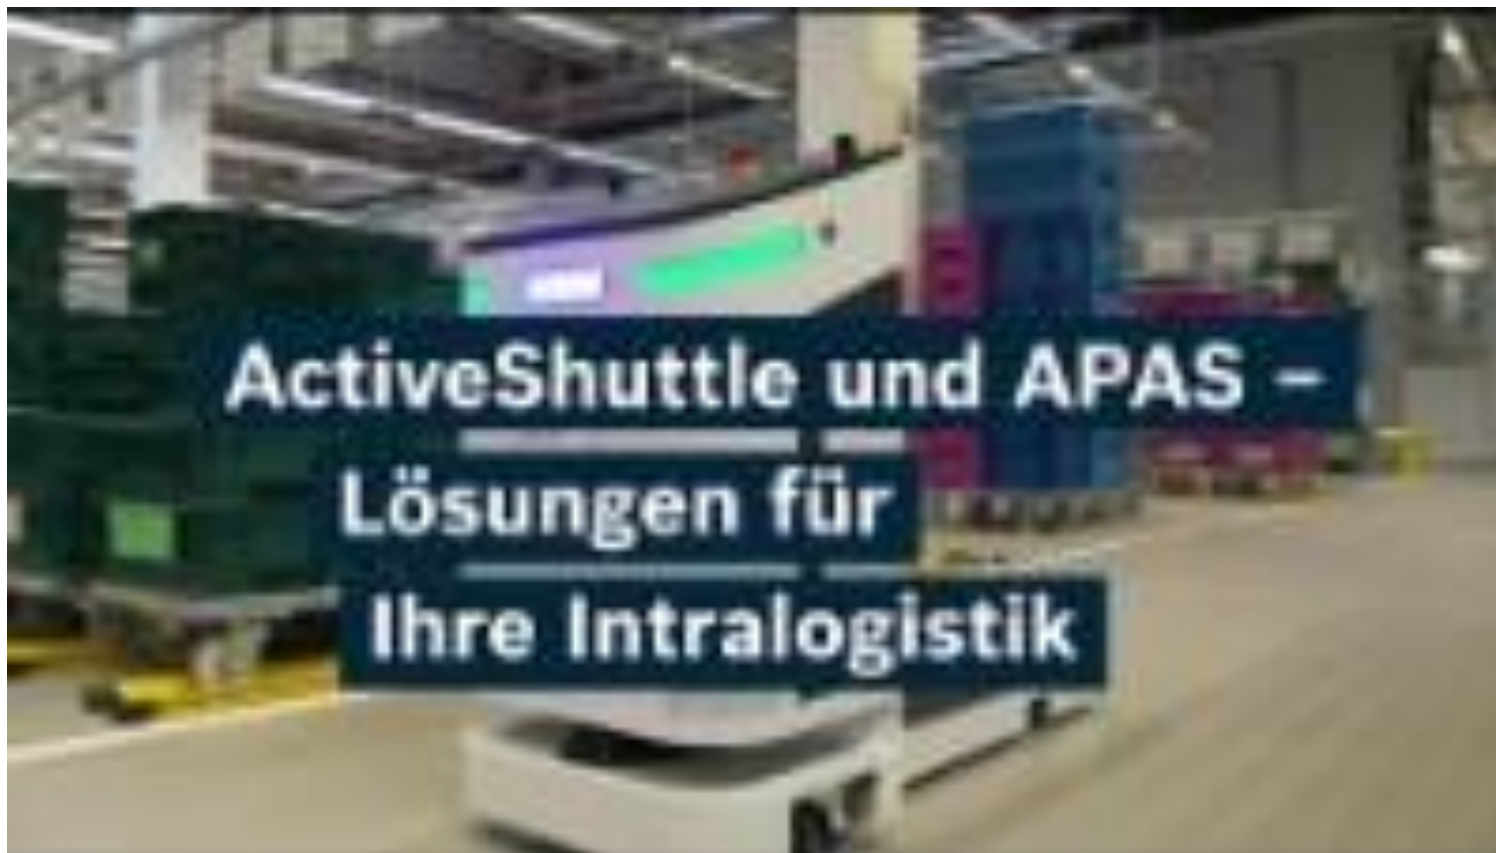 ActiveShuttle und APAS –
Lösungen für
Ihre Intralogistik